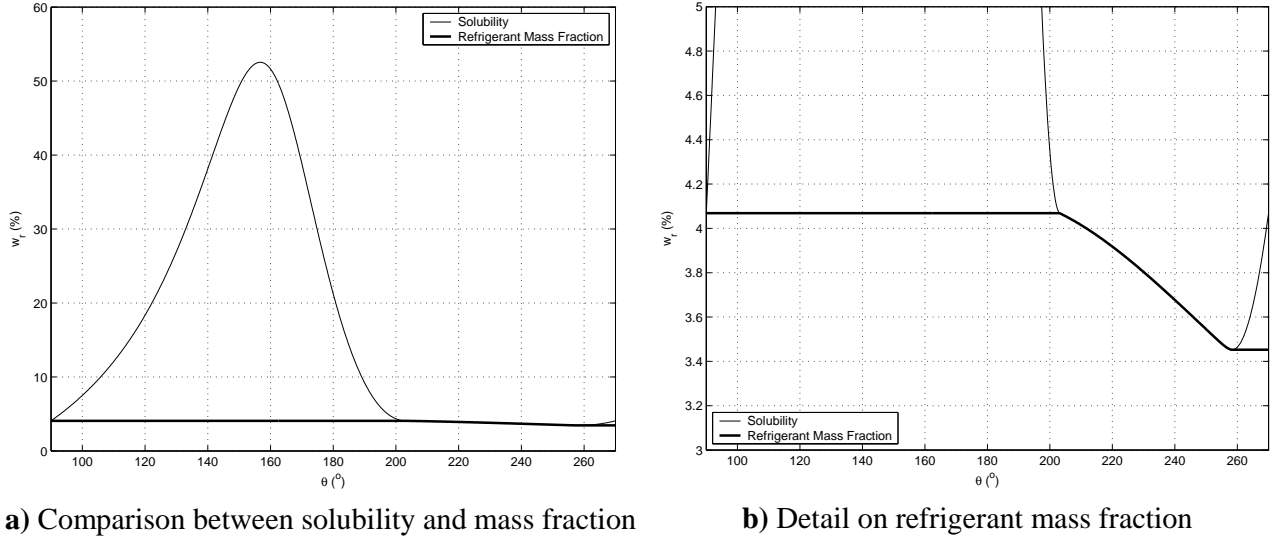 60
50
40
30
20
10
0
w_r (%)
100 120 140 160 180 200 220 240 260
θ (°)
Solubility
Refrigerant Mass Fraction
a) Comparison between solubility and mass fraction
5
4.8
4.6
4.4
4.2
4
3.8
3.6
3.4
3.2
3
w_r (%)
100 120 140 160 180 200 220 240 260
θ (°)
Solubility
Refrigerant Mass Fraction
b) Detail on refrigerant mass fraction